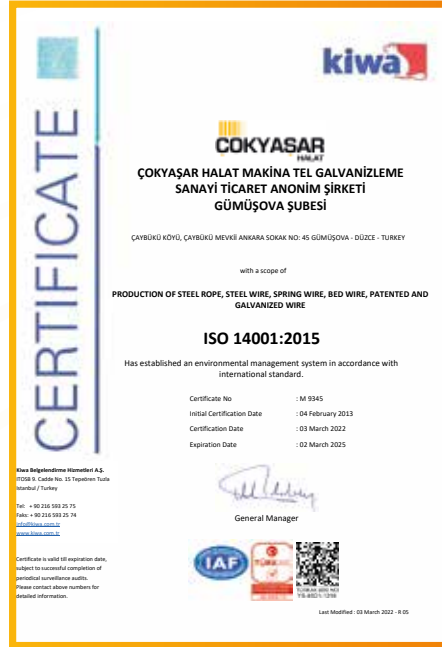 CERTIFICATE
kiwa
ÇOKYAŞAR
HALAT
ÇOKYAŞAR HALAT MAKİNA TEL GALVANİZLEME
SANAYİ TİCARET ANONİM ŞİRKETİ
GÜMÜŞOVA ŞUBESİ
ÇAYBÜKÜ KÖYÜ, ÇAYBÜKÜ MEVKİİ ANKARA SOKAK NO: 45 GÜMÜŞOVA - DÜZCE - TURKEY
with a scope of
PRODUCTION OF STEEL ROPE, STEEL WIRE, SPRING WIRE, BED WIRE, PATENTED AND
GALVANIZED WIRE
ISO 14001:2015
Has established an environmental management system in accordance with
international standard.
Certificate No : M 9345
Initial Certification Date : 04 February 2013
Certification Date : 03 March 2022
Expiration Date : 02 March 2025
Kiwa Belgelendirme Hizmetleri A.Ş.
ITOSB 9. Cadde No. 15 Tepeören Tuzla
Istanbul / Turkey
Tel: + 90 216 593 25 75
Faks: + 90 216 593 25 74
info@kiwa.com.tr
www.kiwa.com.tr
General Manager
Certificate is valid till expiration date,
subject to successful completion of
periodical surveillance audits.
Please contact above numbers for
detailed information.
IAF
Last Modified : 03 March 2022 - R 05